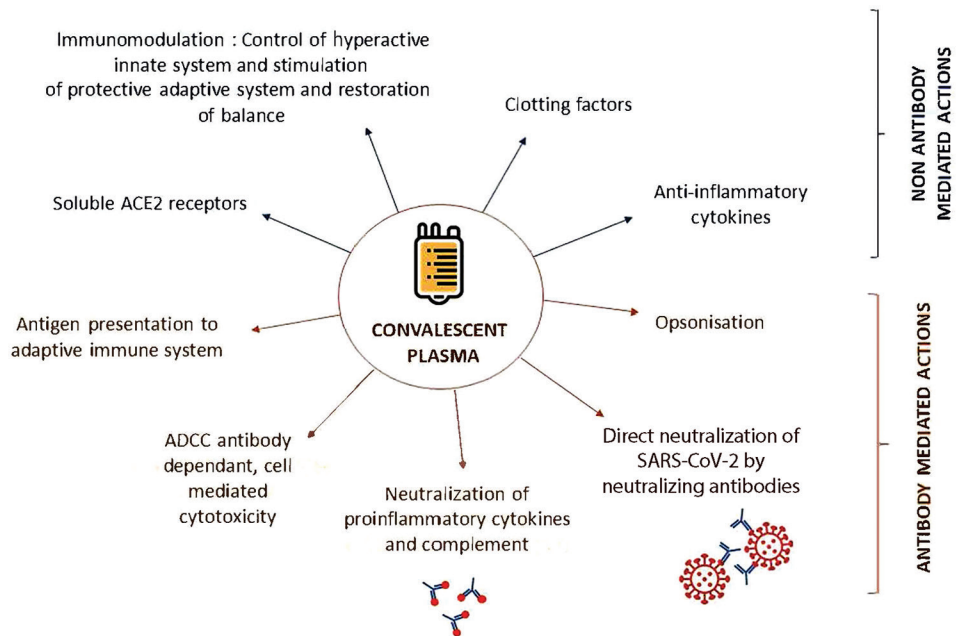 Immunomodulation : Control of hyperactive
innate system and stimulation
of protective adaptive system and restoration
of balance
Clotting factors
Soluble ACE2 receptors
Anti-inflammatory
cytokines
NON ANTIBODY
MEDIATED ACTIONS
CONVALESCENT
PLASMA
Antigen presentation to
adaptive immune system
Opsonisation
ADCC antibody
dependant, cell
mediated
cytotoxicity
Neutralization of
proinflammatory cytokines
and complement
Direct neutralization of
SARS-CoV-2 by
neutralizing antibodies
ANTIBODY MEDIATED ACTIONS